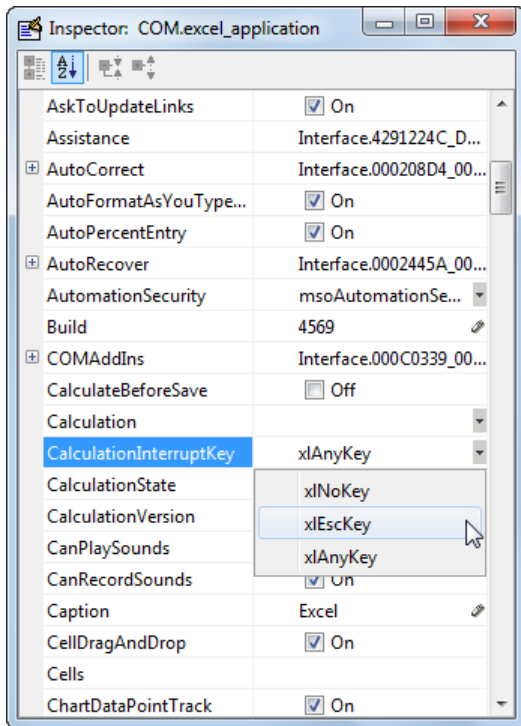 Inspector: COM.excel_application
AskToUpdateLinks On
Assistance Interface.4291224C_D...
AutoCorrect Interface.000208D4_00...
AutoFormatAsYouType... On
AutoPercentEntry On
AutoRecover Interface.0002445A_00...
AutomationSecurity msoAutomationSe...
Build 4569
COMAddIns Interface.000C0339_00...
CalculateBeforeSave Off
Calculation
CalculationInterruptKey xlAnyKey
CalculationState
xlNoKey
CalculationVersion
xlEscKey
CanPlaySounds
xlAnyKey
CanRecordSounds On
Caption Excel
CellDragAndDrop On
Cells
ChartDataPointTrack On